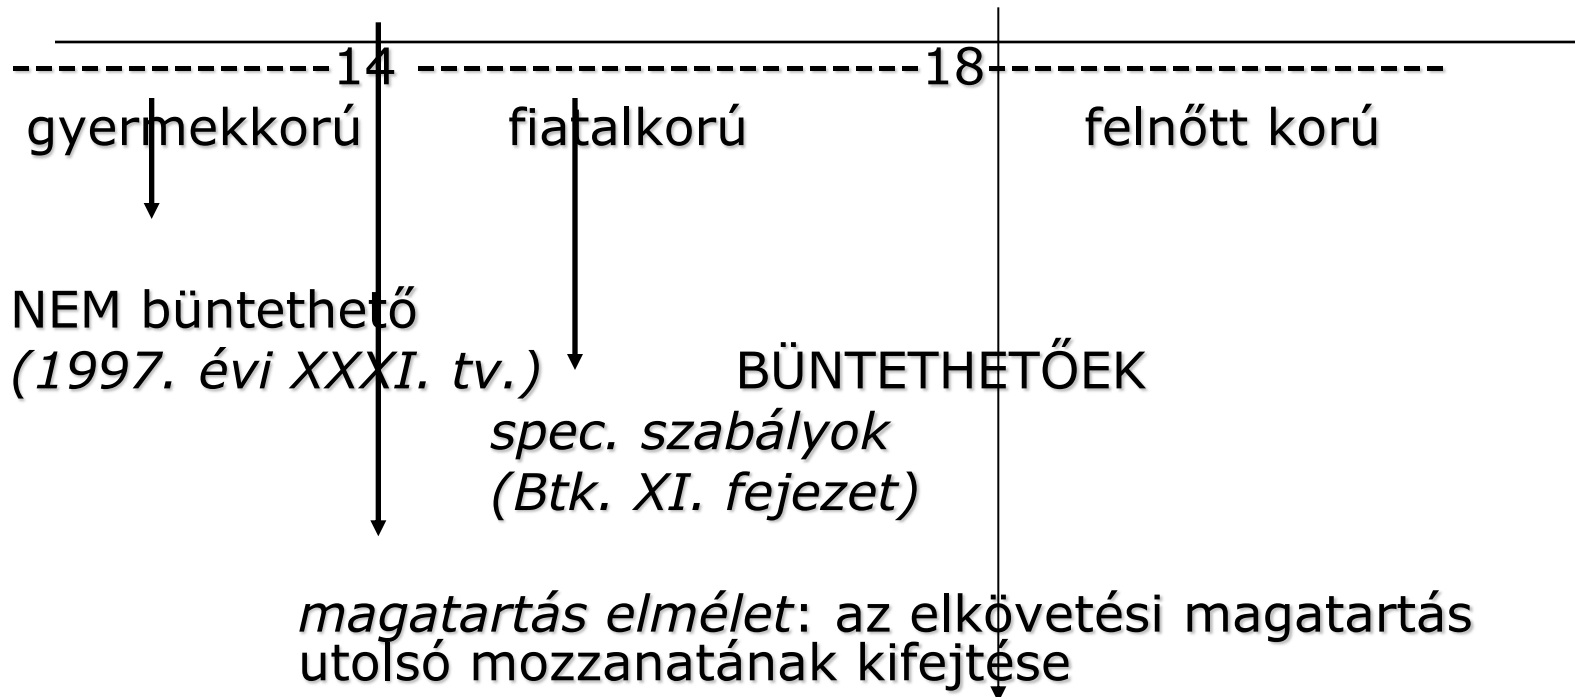 --------------14 ----------------------18--------------------
gyermekkorú fiatalkorú felnőtt korú
NEM büntethető
(1997. évi XXXI. tv.) BÜNTETHETŐEK
spec. szabályok
(Btk. XI. fejezet)
magatartás elmélet: az elkövetési magatartás
utolsó mozzanatának kifejtése